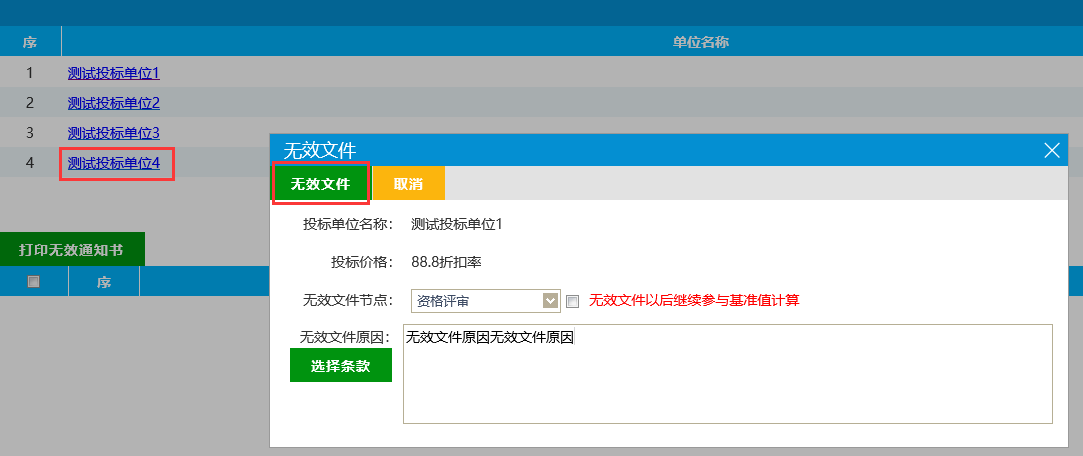 序 单位名称
1 测试投标单位1
2 测试投标单位2
3 测试投标单位3
4 测试投标单位4
打印无效通知书
序
无效文件
无效文件 取消
投标单位名称： 测试投标单位1
投标价格： 88.8折扣率
无效文件节点： 资格评审 无效文件以后继续参与基准值计算
无效文件原因： 无效文件原因无效文件原因
选择条款